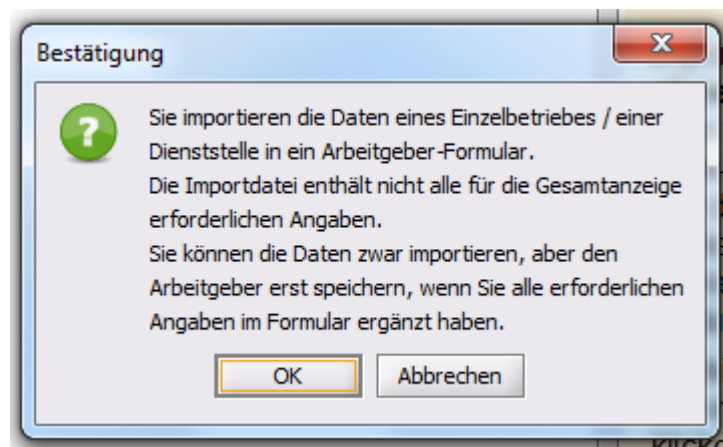 Bestätigung
Sie importieren die Daten eines Einzelbetriebes / einer
Dienststelle in ein Arbeitgeber-Formular.
Die Importdatei enthält nicht alle für die Gesamtanzeige
erforderlichen Angaben.
Sie können die Daten zwar importieren, aber den
Arbeitgeber erst speichern, wenn Sie alle erforderlichen
Angaben im Formular ergänzt haben.
OK
Abbrechen